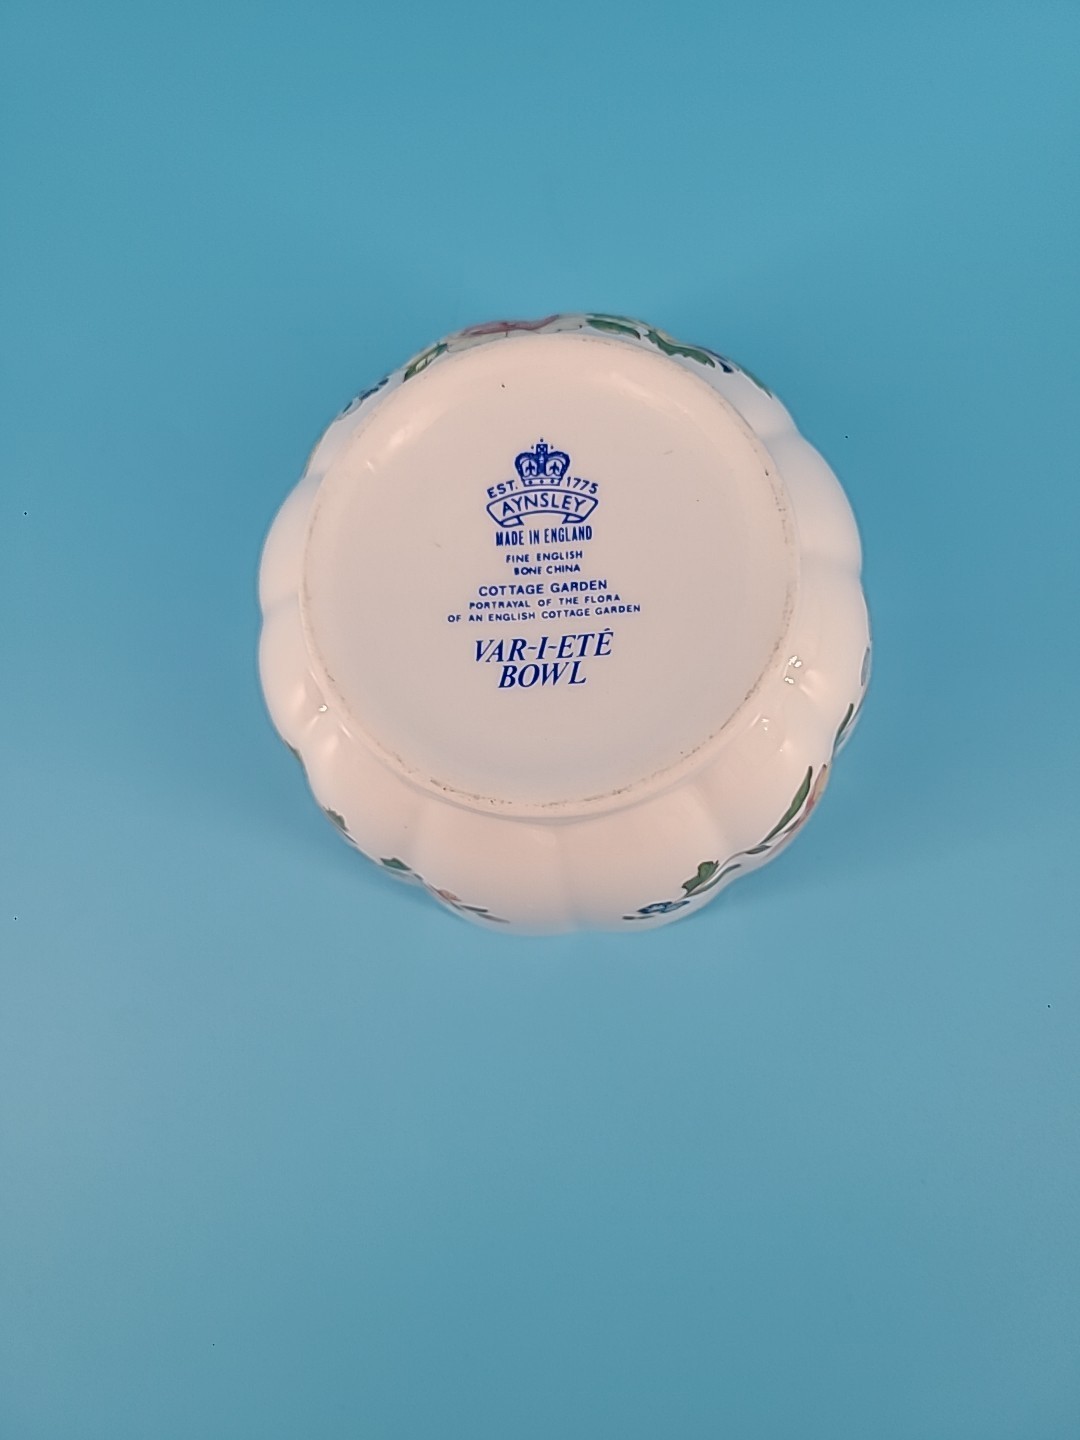 EST. 1775
AYNSLEY
MADE IN ENGLAND
FINE ENGLISH
BONE CHINA
COTTAGE GARDEN
PORTRAYAL OF THE FLORA
OF AN ENGLISH COTTAGE GARDEN
VAR-I-ETÉ
BOWL